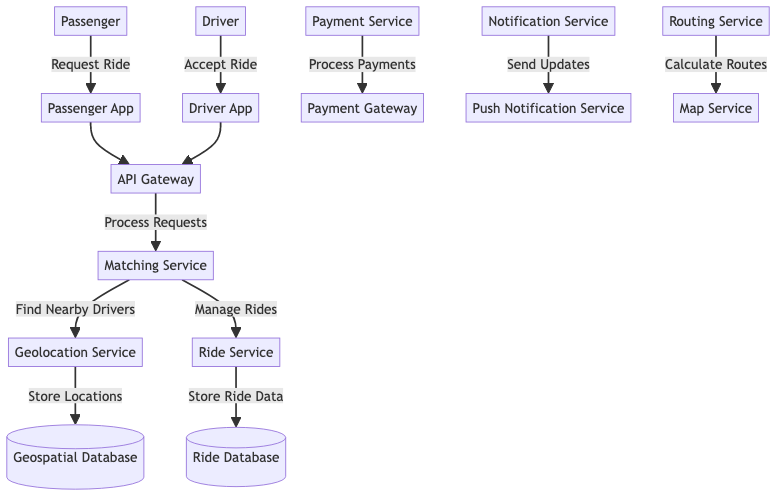 Passenger
Driver
Payment Service
Notification Service
Routing Service
Request Ride
Accept Ride
Process Payments
Send Updates
Calculate Routes
Passenger App
Driver App
Payment Gateway
Push Notification Service
Map Service
API Gateway
Process Requests
Matching Service
Find Nearby Drivers
Manage Rides
Geolocation Service
Ride Service
Store Locations
Store Ride Data
Geospatial Database
Ride Database